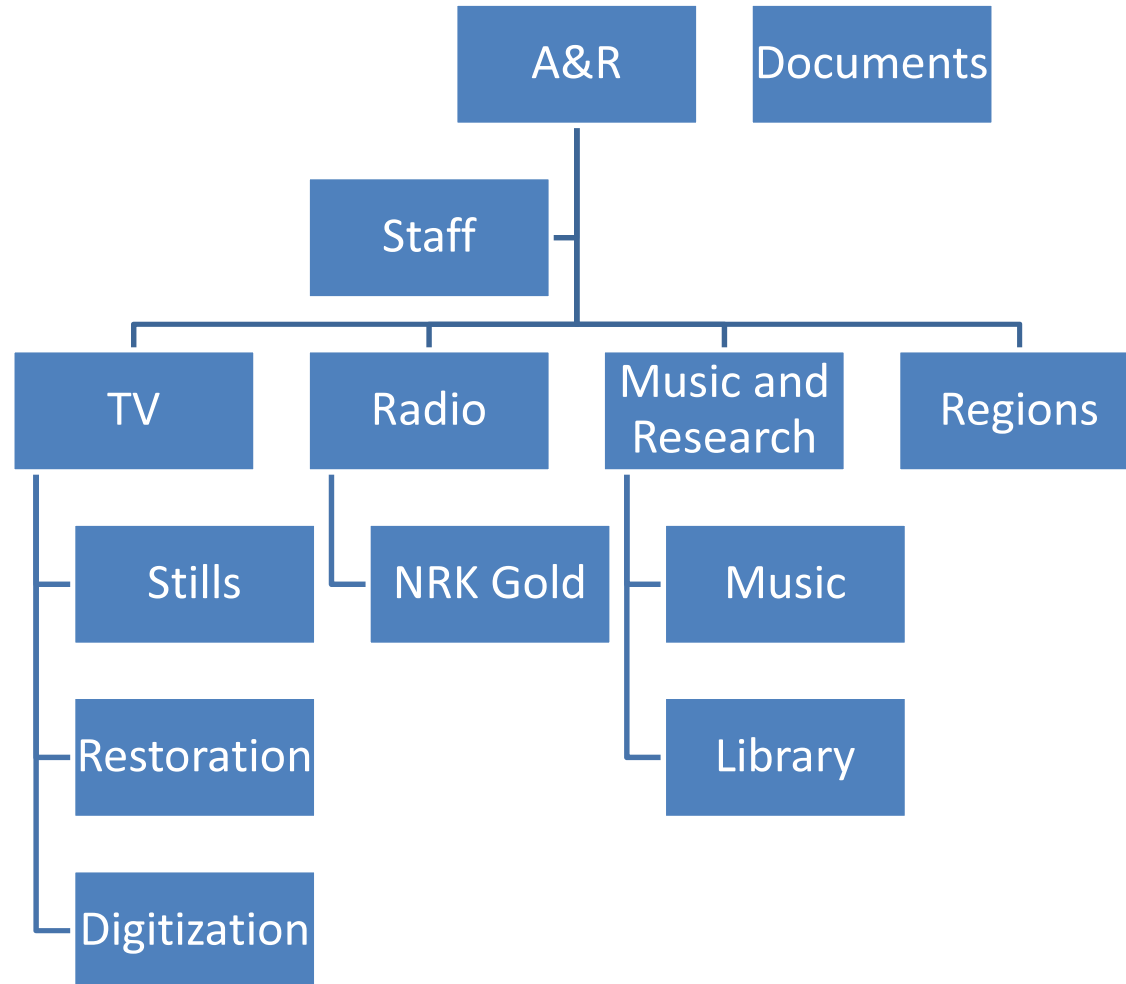 A&R
Documents
Staff
TV
Radio
Music and
Research
Regions
Stills
NRK Gold
Music
Restoration
Library
Digitization